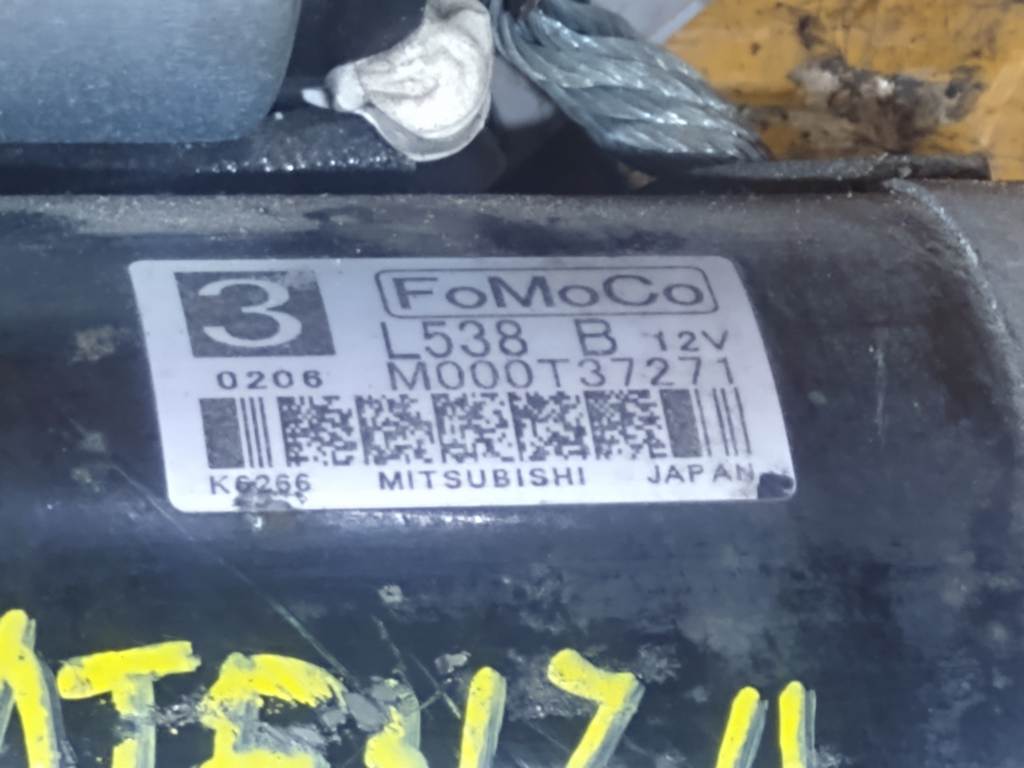 3
FoMoCo
L538 B 12V
0206 M000T37271
K6266 MITSUBISHI JAPAN